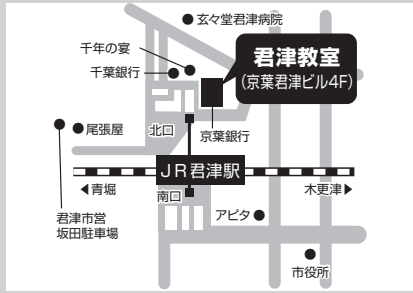 玄々堂君津病院
千年の宴
千葉銀行
君津教室
(京葉君津ビル4F)
尾張屋
北口
京葉銀行
JR君津駅
◀青堀
南口
木更津▶
君津市営
坂田駐車場
アピタ
市役所